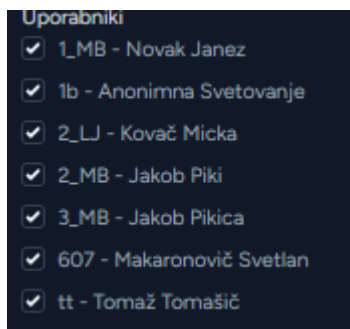 Uporabniki
1_MB - Novak Janez
1b - Anonimna Svetovanje
2_LJ - Kovač Micka
2_MB - Jakob Piki
3_MB - Jakob Pikica
607 - Makaronovič Svetlan
tt - Tomaž Tomašič